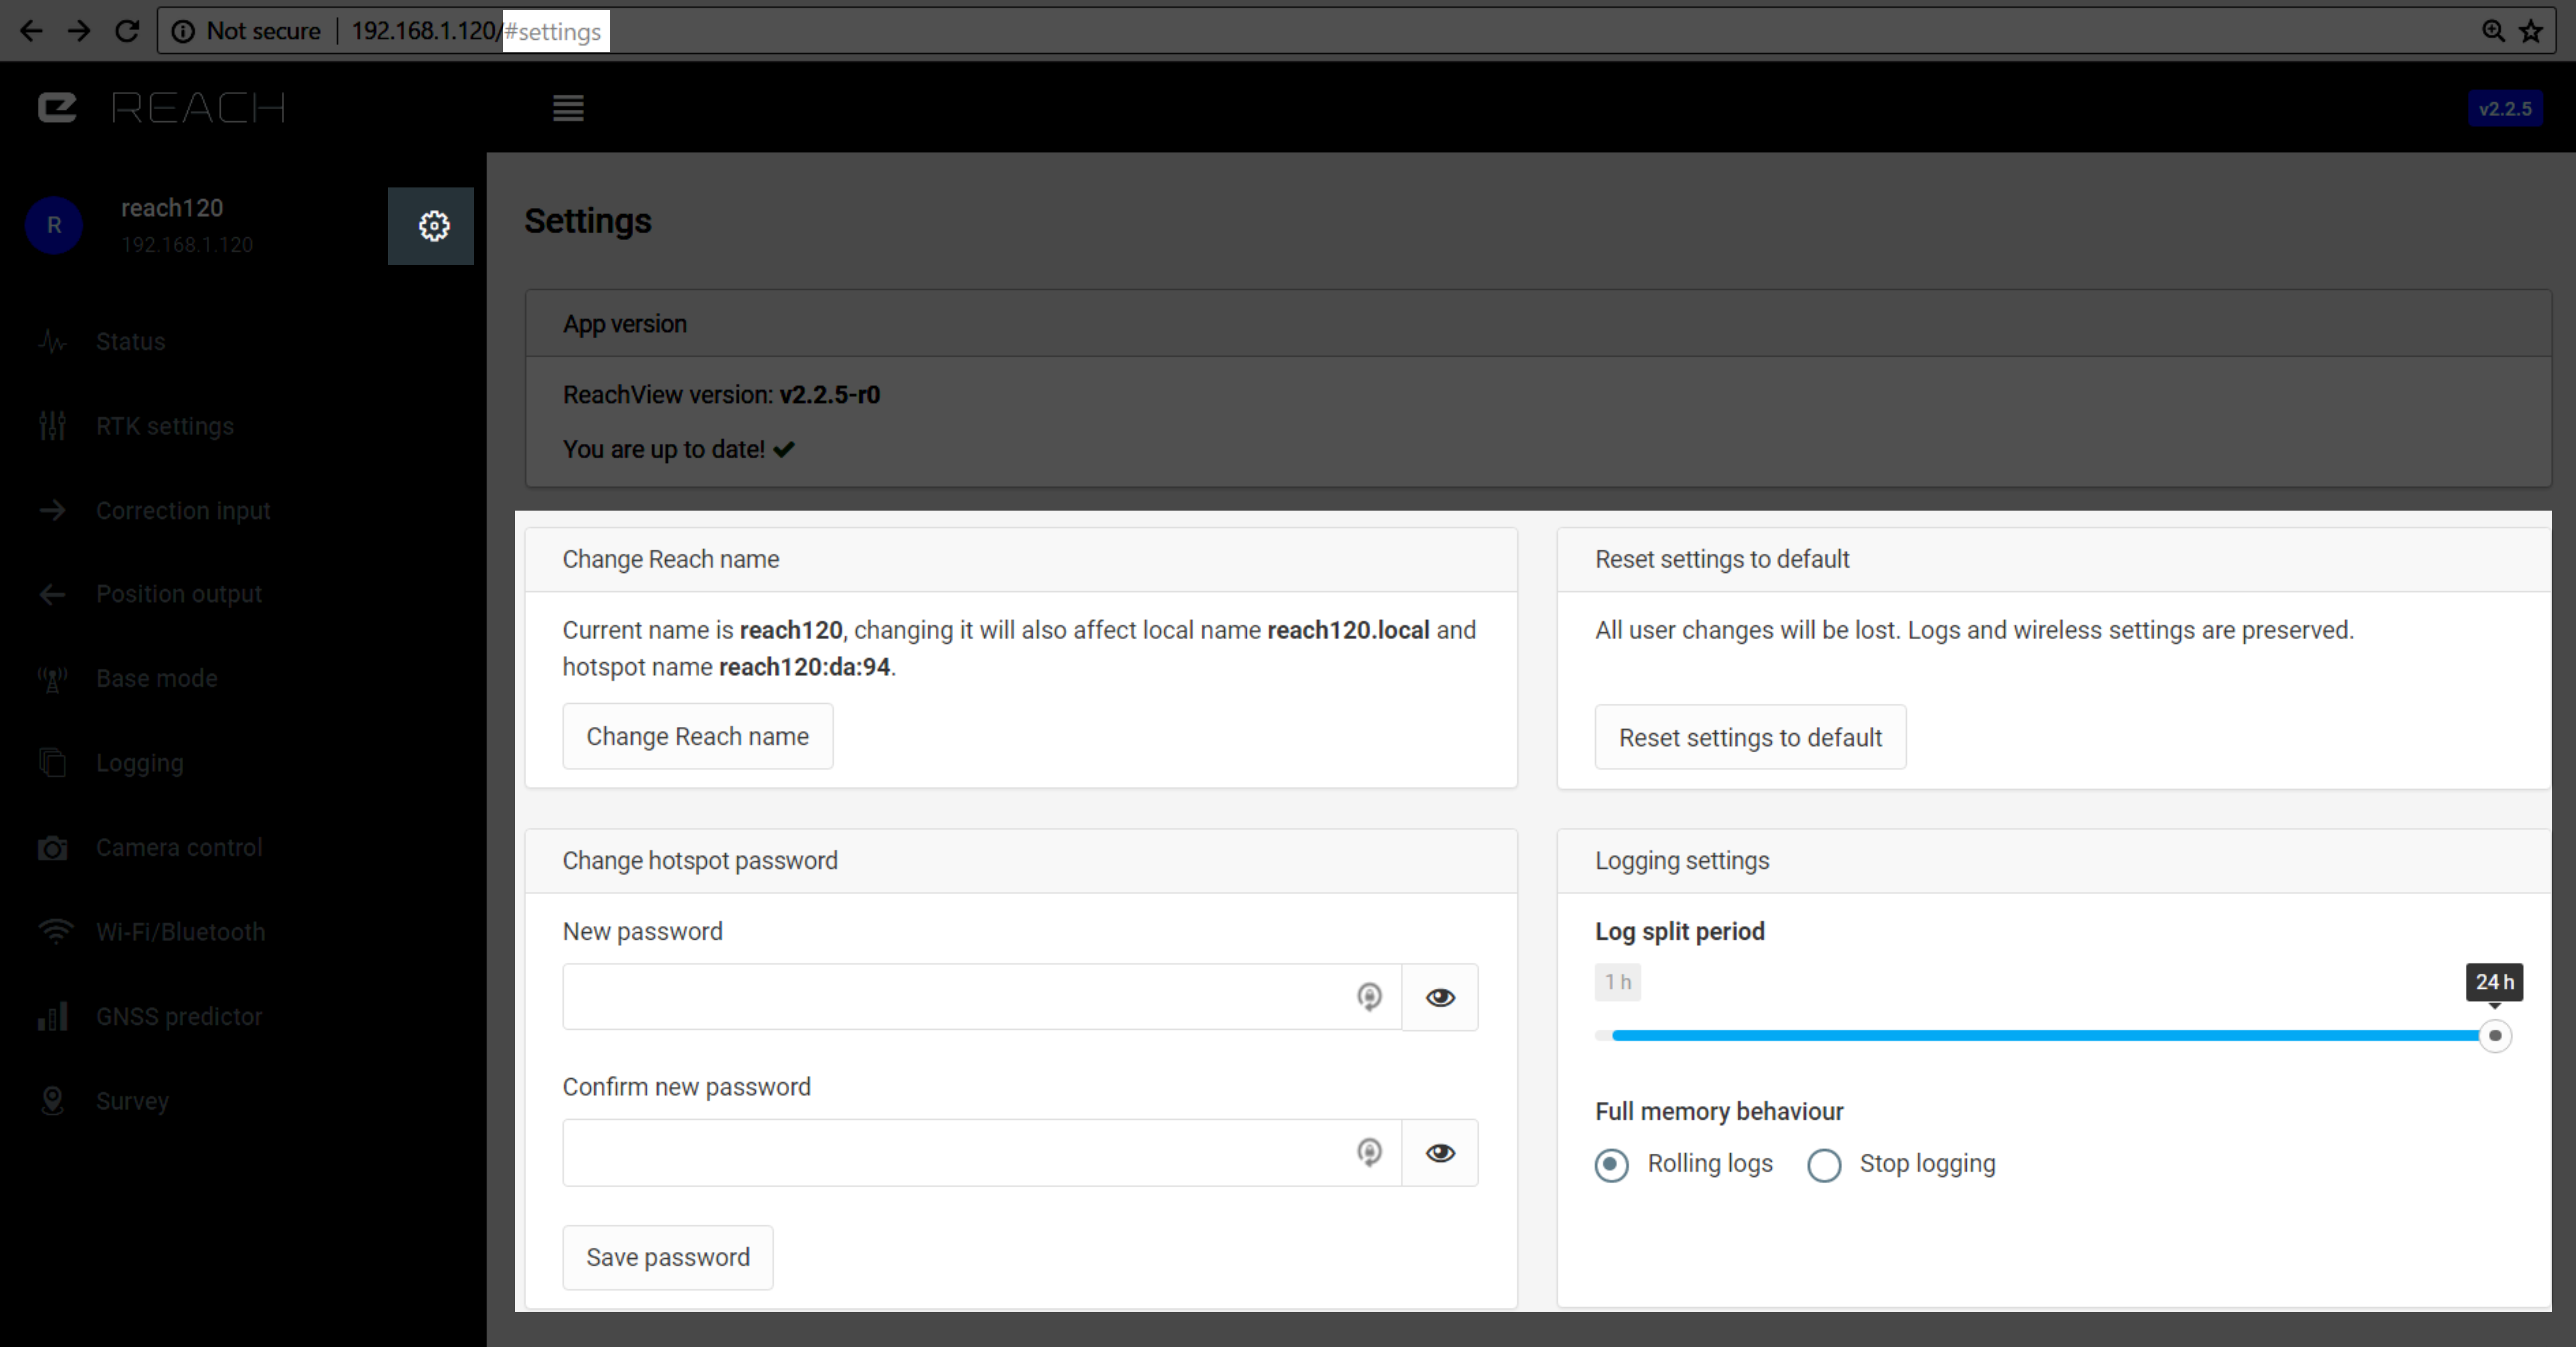 Not secure | 192.168.1.120/#settings
REACH
v2.2.5
R
reach120
192.168.1.120
Status
RTK settings
Correction input
Position output
Base mode
Logging
Camera control
Wi-Fi/Bluetooth
GNSS predictor
Survey
Settings
App version
ReachView version: v2.2.5-r0
You are up to date!
Change Reach name
Current name is reach120, changing it will also affect local name reach120.local and
hotspot name reach120:da:94.
Change Reach name
Reset settings to default
All user changes will be lost. Logs and wireless settings are preserved.
Reset settings to default
Change hotspot password
New password
Confirm new password
Save password
Logging settings
Log split period
1 h
24 h
Full memory behaviour
Rolling logs
Stop logging